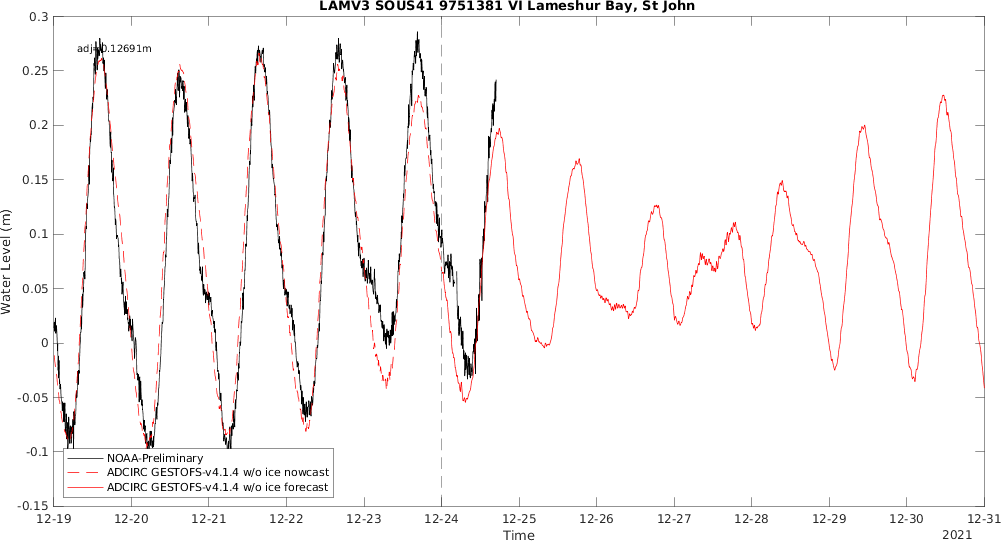 LAMV3 SOUS41 9751381 VI Lameshur Bay, St John
adj=0.12691m
Water Level (m)
0.3
0.25
0.2
0.15
0.1
0.05
0
-0.05
-0.1
-0.15
NOAA-Preliminary
ADCIRC GESTOFS-v4.1.4 w/o ice nowcast
ADCIRC GESTOFS-v4.1.4 w/o ice forecast
12-19 12-20 12-21 12-22 12-23 12-24 12-25 12-26 12-27 12-28 12-29 12-30 12-31
Time
2021